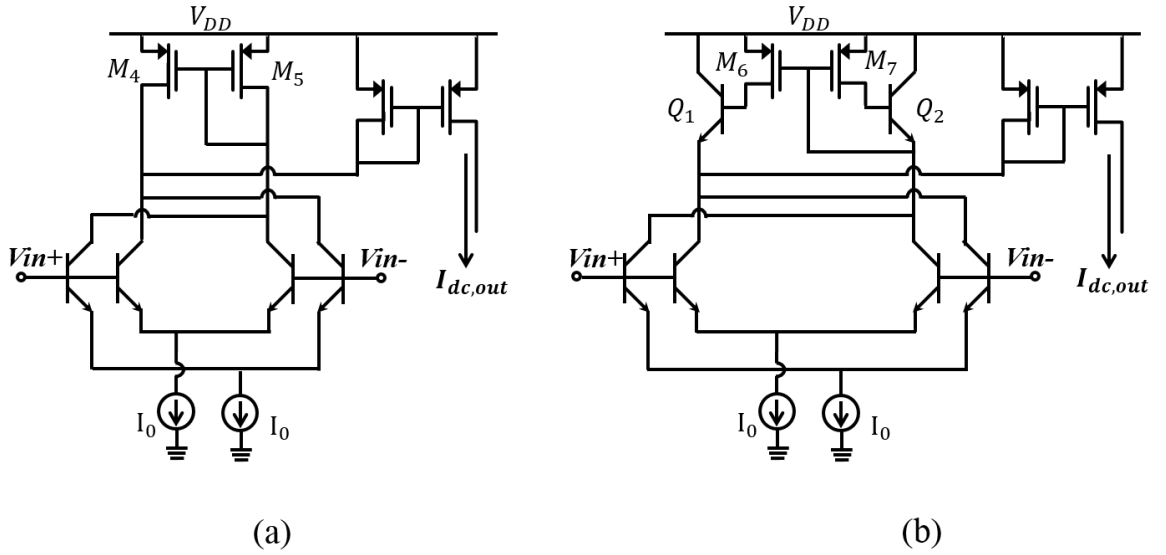 V_DD
M_4
M_5
Vin+
Vin-
I_dc,out
I_0
I_0
(a)
V_DD
M_6
M_7
Q_1
Q_2
Vin+
Vin-
I_dc,out
I_0
I_0
(b)